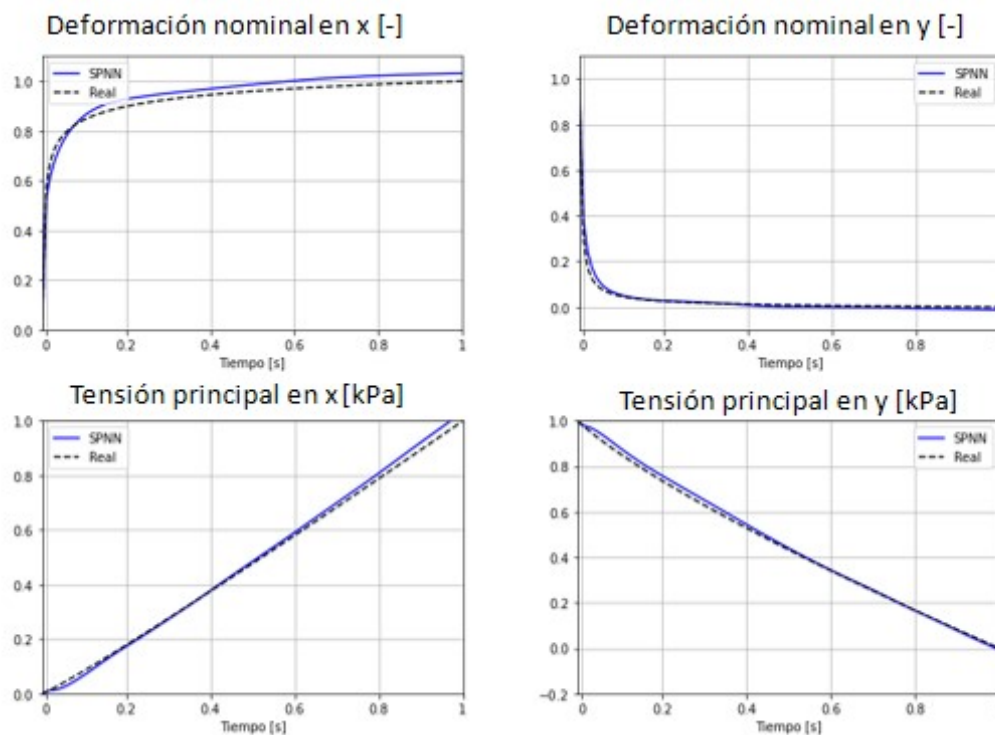 Deformación nominal en x [-]
SPNN
Real
1.0
0.8
0.6
0.4
0.2
0.0
0
0.2
0.4
0.6
0.8
1
Tiempo [s]
Deformación nominal en y [-]
SPNN
Real
1.0
0.8
0.6
0.4
0.2
0.0
0
0.2
0.4
0.6
0.8
Tiempo [s]
Tensión principal en x [kPa]
SPNN
Real
1.0
0.8
0.6
0.4
0.2
0.0
0
0.2
0.4
0.6
0.8
1
Tiempo [s]
Tensión principal en y [kPa]
SPNN
Real
1.0
0.8
0.6
0.4
0.2
0.0
−0.2
0
0.2
0.4
0.6
0.8
Tiempo [s]